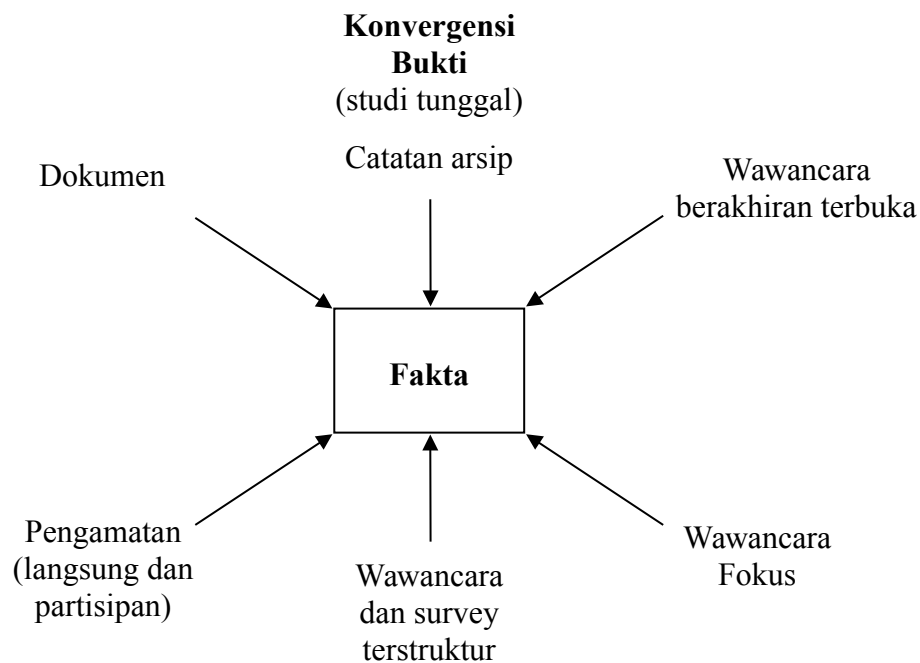 Konvergensi
Bukti
(studi tunggal)
Catatan arsip
Dokumen
Wawancara
berakhiran terbuka
Fakta
Pengamatan
(langsung dan
partisipan)
Wawancara
dan survey
terstruktur
Wawancara
Fokus